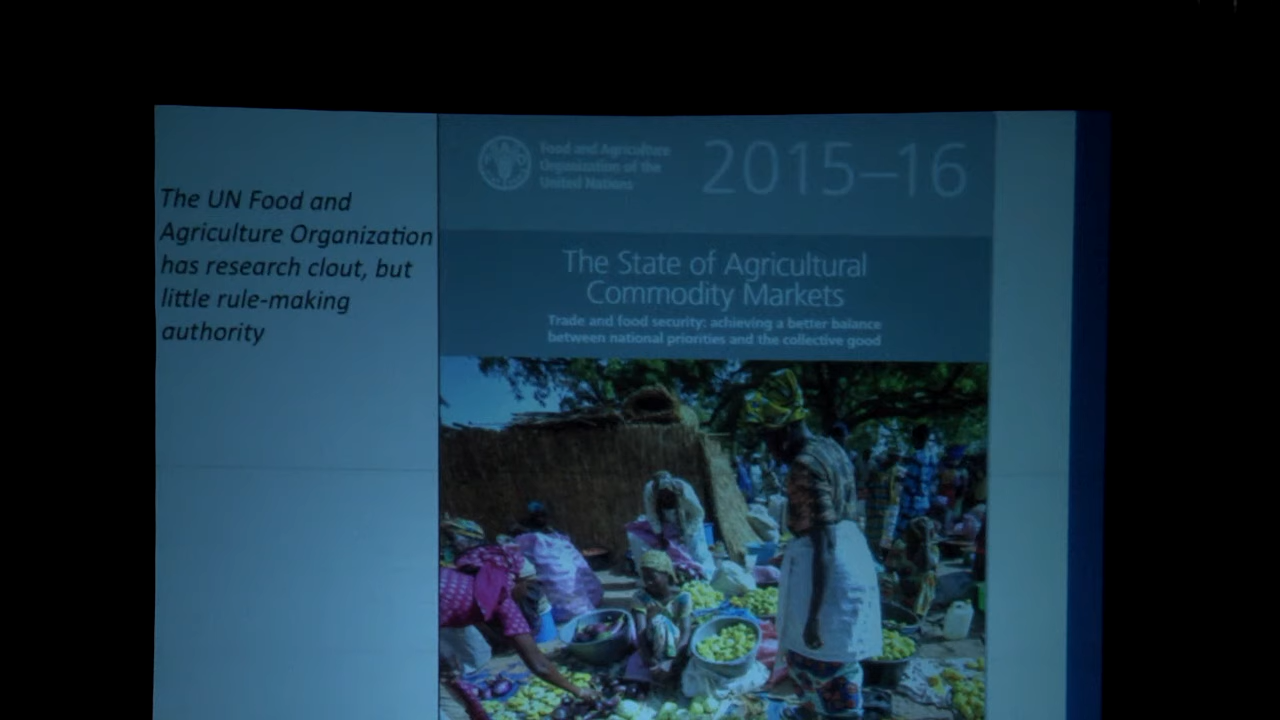 The UN Food and
Agriculture Organization
has research clout, but
little rule-making
authority
Food and Agriculture
Organization of the
United Nations
2015–16
The State of Agricultural
Commodity Markets
Trade and food security: achieving a better balance
between national priorities and the collective good